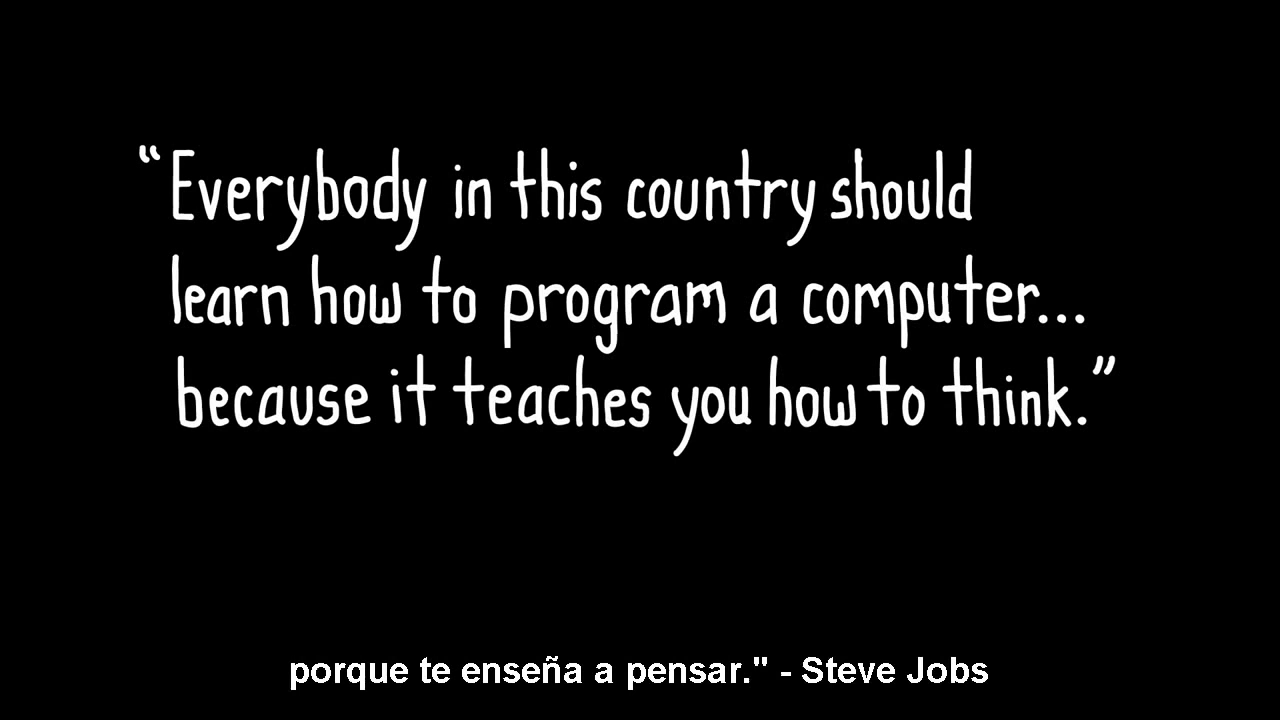 “Everybody in this country should
learn how to program a computer...
because it teaches you how to think.”
porque te enseña a pensar." - Steve Jobs